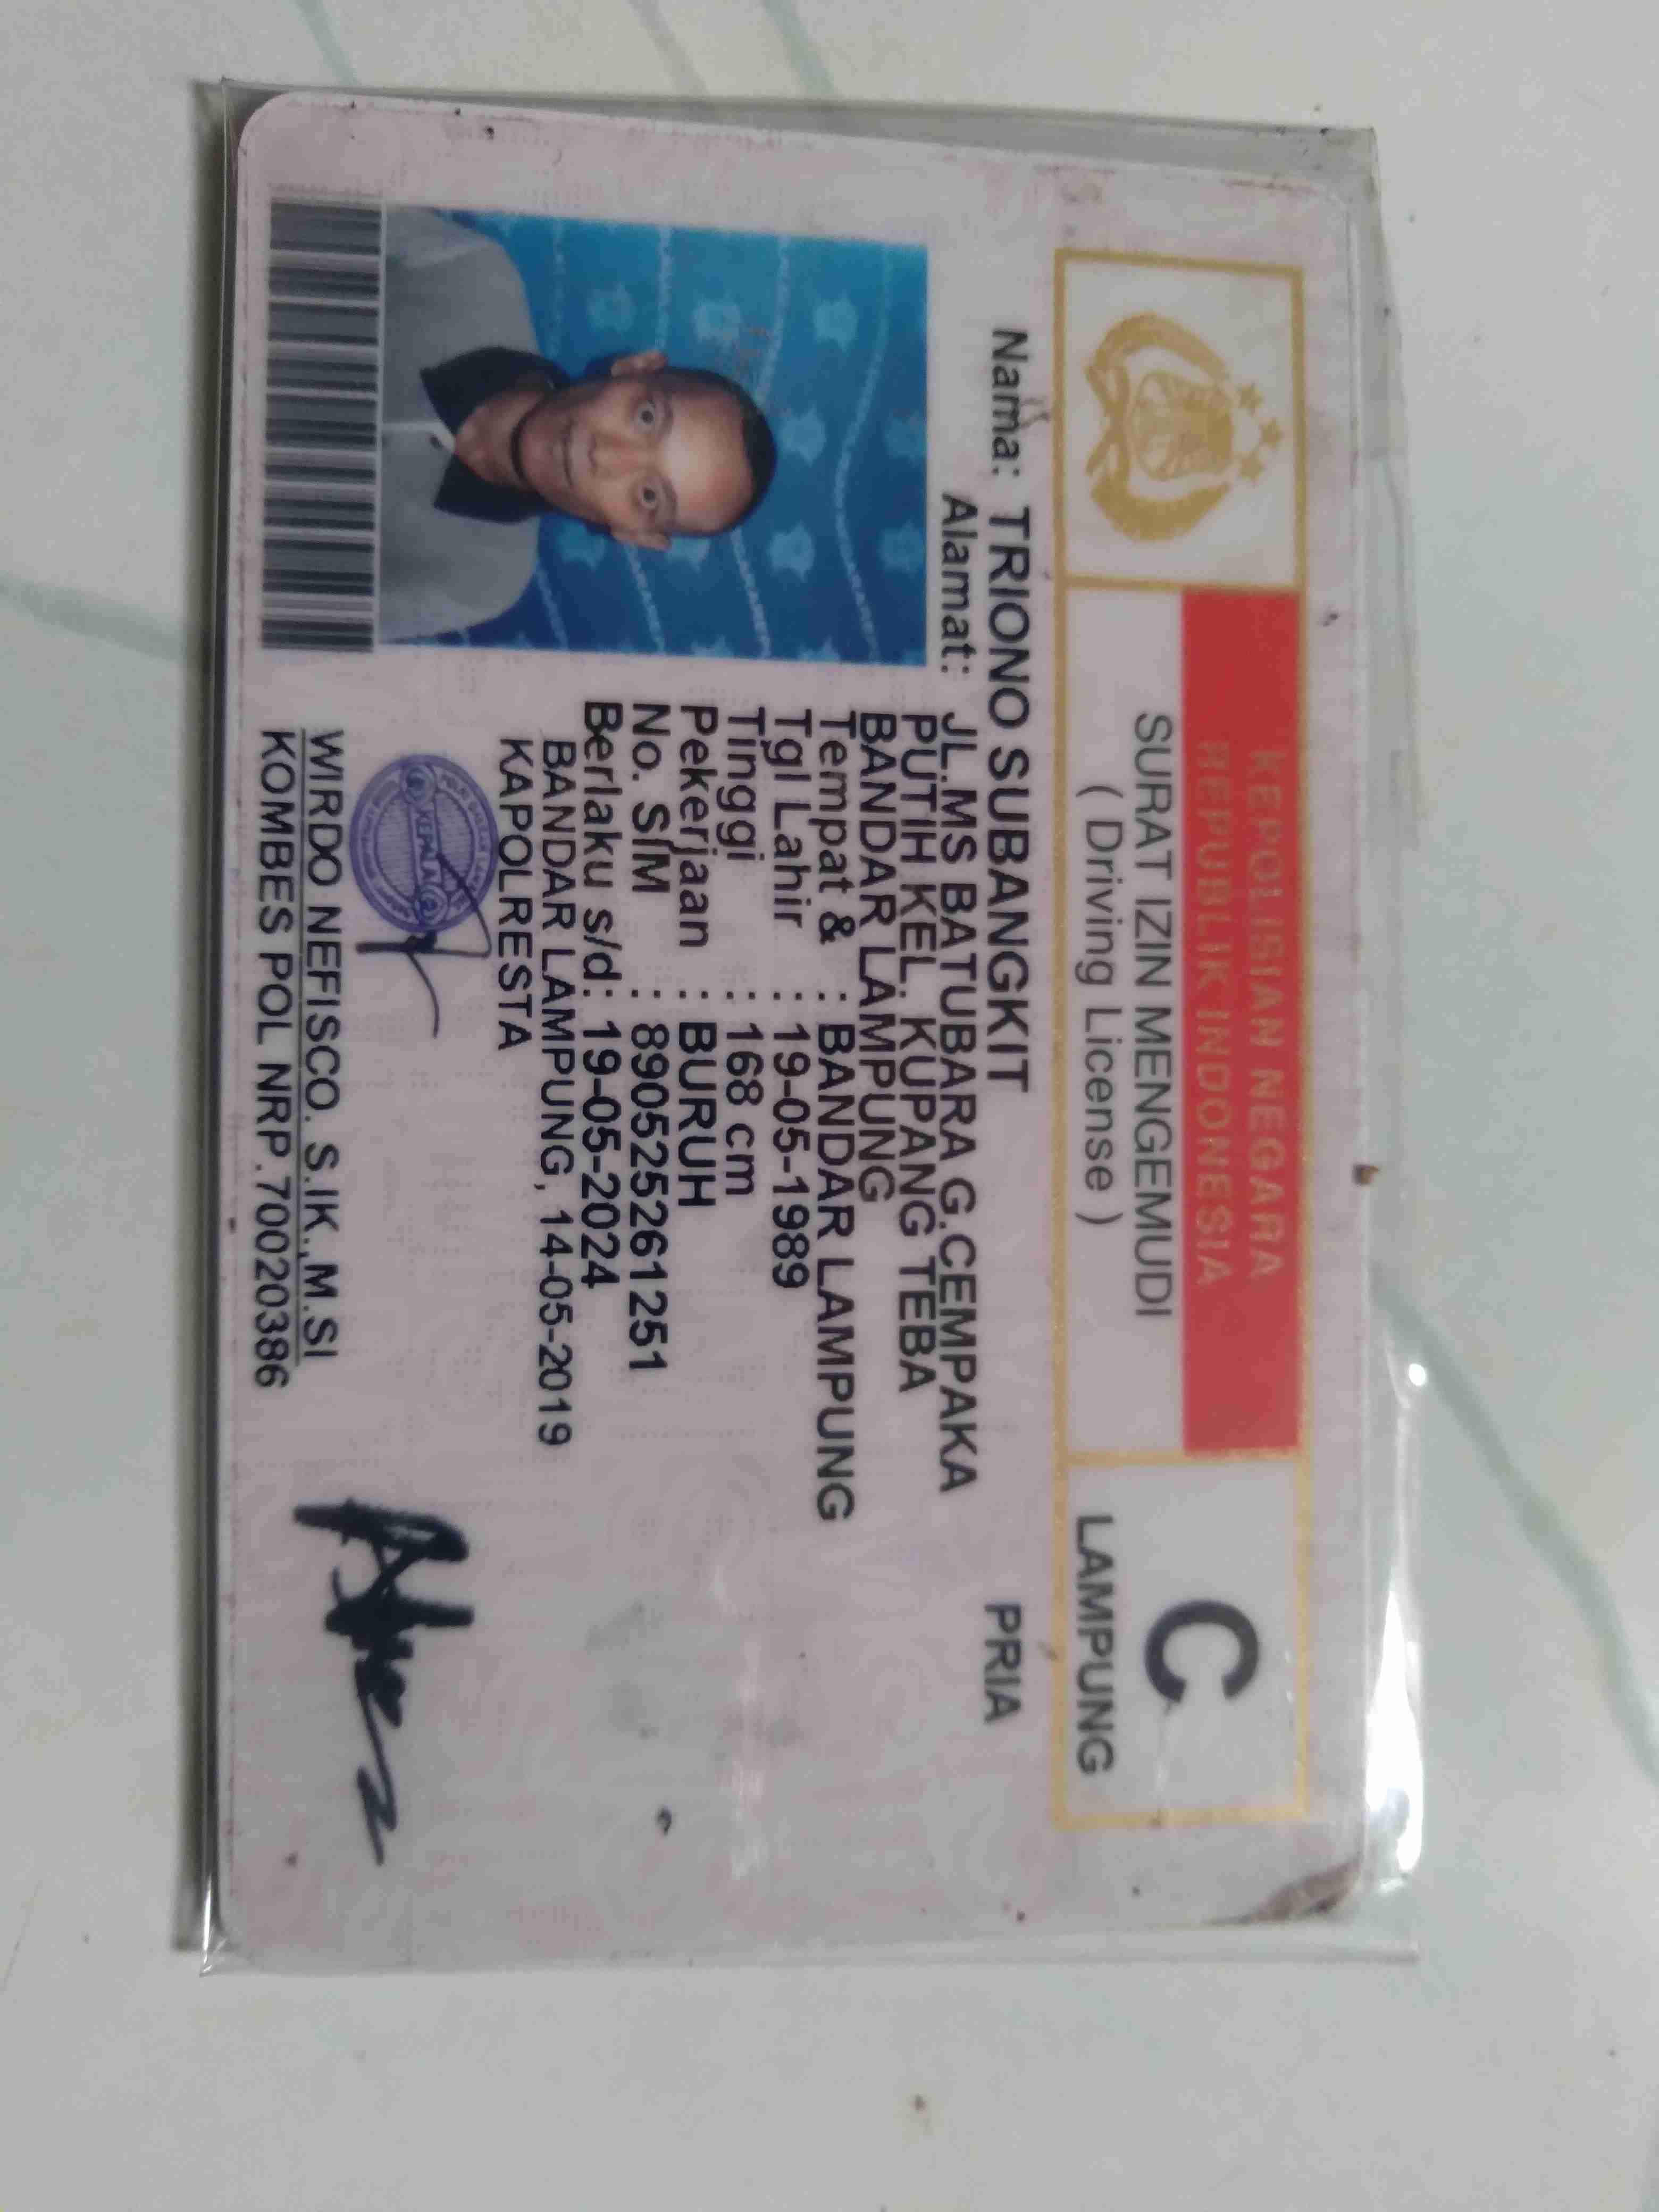 KEPOLISIAN NEGARA
REPUBLIK INDONESIA
SURAT IZIN MENGEMUDI
( Driving License )
C
LAMPUNG
Nama: TRIONO SUBANGKIT PRIA
Alamat: JL.MS BATUBARA G.CEMPAKA
PUTIH KEL. KUPANG TEBA
BANDAR LAMPUNG
Tempat & : BANDAR LAMPUNG
Tgl Lahir : 19-05-1989
Tinggi : 168 cm
Pekerjaan : BURUH
No. SIM : 890525261251
Berlaku s/d: 19-05-2024
BANDAR LAMPUNG, 14-05-2019
KAPOLRESTA
WIRDO NEFISCO. S.IK.,M.SI
KOMBES POL NRP.70020386